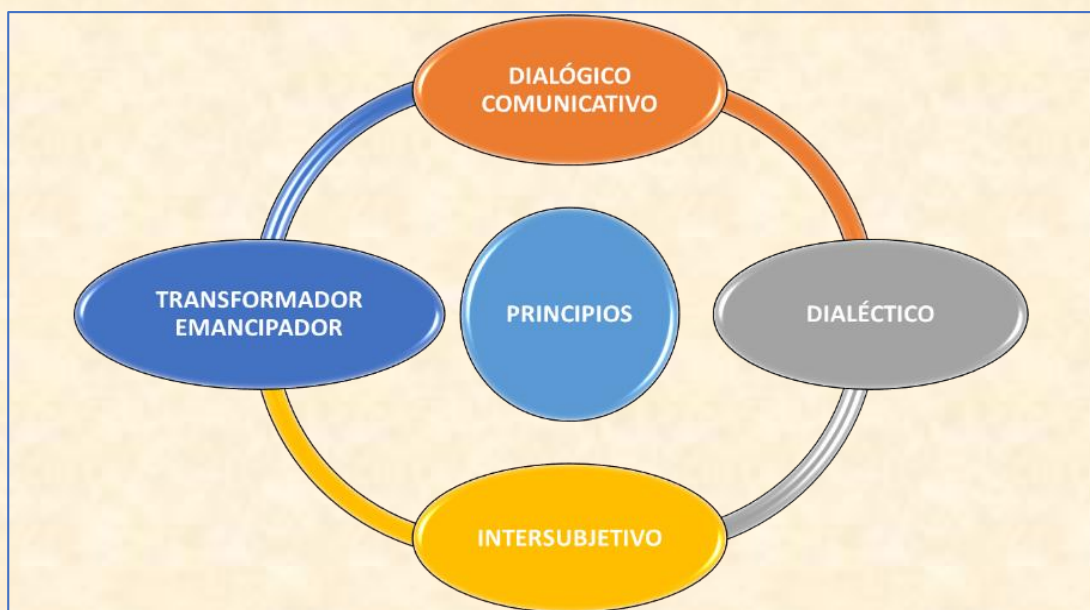 DIALÓGICO
COMUNICATIVO
TRANSFORMADOR
EMANCIPADOR
PRINCIPIOS
DIALÉCTICO
INTERSUBJETIVO